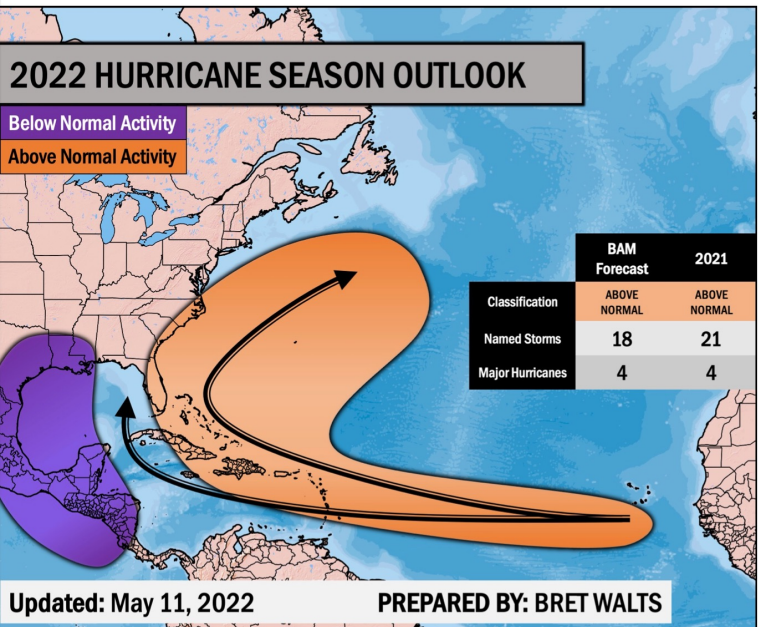 2022 HURRICANE SEASON OUTLOOK
Below Normal Activity
Above Normal Activity
BAM
Forecast
2021
Classification
ABOVE
NORMAL
ABOVE
NORMAL
Named Storms
18
21
Major Hurricanes
4
4
Updated: May 11, 2022
PREPARED BY: BRET WALTS